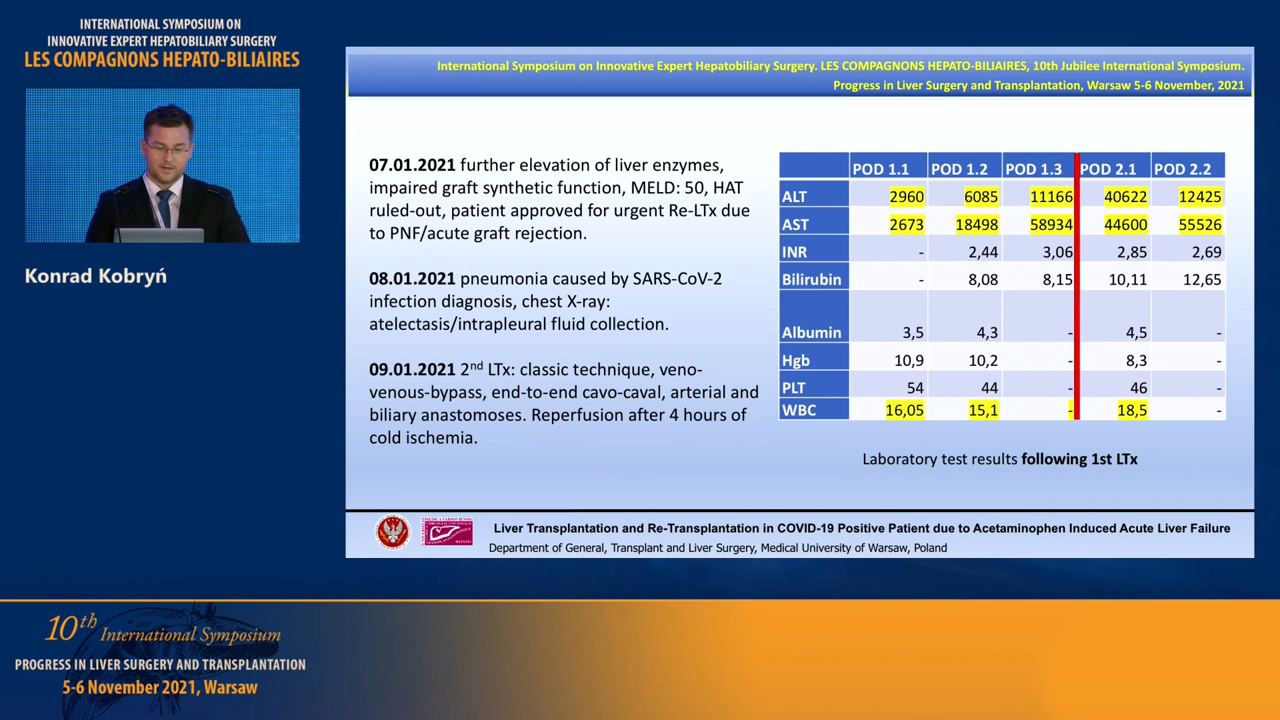 INTERNATIONAL SYMPOSIUM ON
INNOVATIVE EXPERT HEPATOBILIARY SURGERY
LES COMPAGNONS HEPATO-BILIAIRES
Konrad Kobryń
International Symposium on Innovative Expert Hepatobiliary Surgery. LES COMPAGNONS HEPATO-BILIAIRES, 10th Jubilee International Symposium.
Progress in Liver Surgery and Transplantation, Warsaw 5-6 November, 2021
07.01.2021 further elevation of liver enzymes,
impaired graft synthetic function, MELD: 50, HAT
ruled-out, patient approved for urgent Re-LTx due
to PNF/acute graft rejection.
08.01.2021 pneumonia caused by SARS-CoV-2
infection diagnosis, chest X-ray:
atelectasis/intrapleural fluid collection.
09.01.2021 2nd LTx: classic technique, veno-
venous-bypass, end-to-end cavo-caval, arterial and
biliary anastomoses. Reperfusion after 4 hours of
cold ischemia.
POD 1.1 POD 1.2 POD 1.3 POD 2.1 POD 2.2
ALT 2960 6085 11166 40622 12425
AST 2673 18498 58934 44600 55526
INR - 2,44 3,06 2,85 2,69
Bilirubin - 8,08 8,15 10,11 12,65
Albumin 3,5 4,3 - 4,5 -
Hgb 10,9 10,2 - 8,3 -
PLT 54 44 - 46 -
WBC 16,05 15,1 - 18,5 -
Laboratory test results following 1st LTx
Liver Transplantation and Re-Transplantation in COVID-19 Positive Patient due to Acetaminophen Induced Acute Liver Failure
Department of General, Transplant and Liver Surgery, Medical University of Warsaw, Poland
10th International Symposium
PROGRESS IN LIVER SURGERY AND TRANSPLANTATION
5-6 November 2021, Warsaw